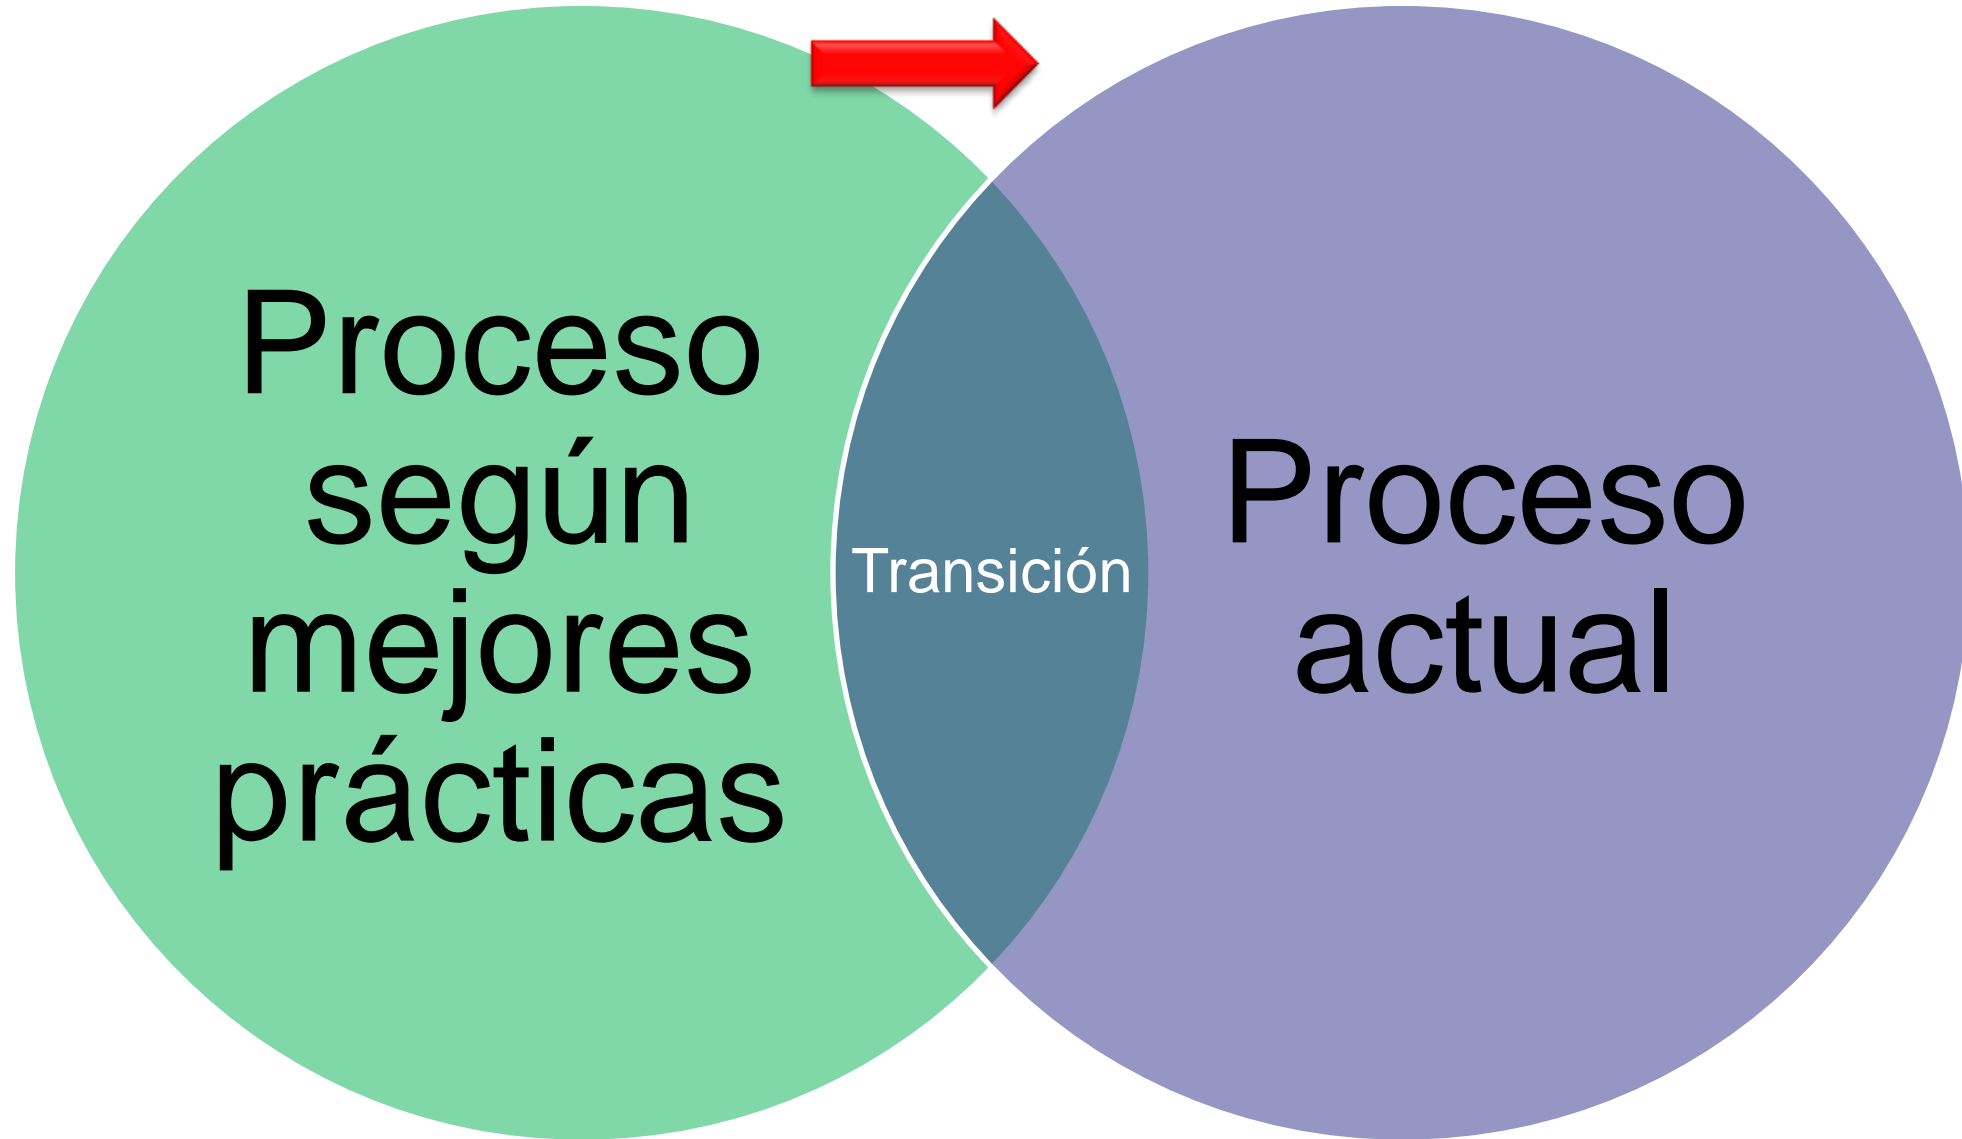 Proceso
según
mejores
prácticas
Transición
Proceso
actual